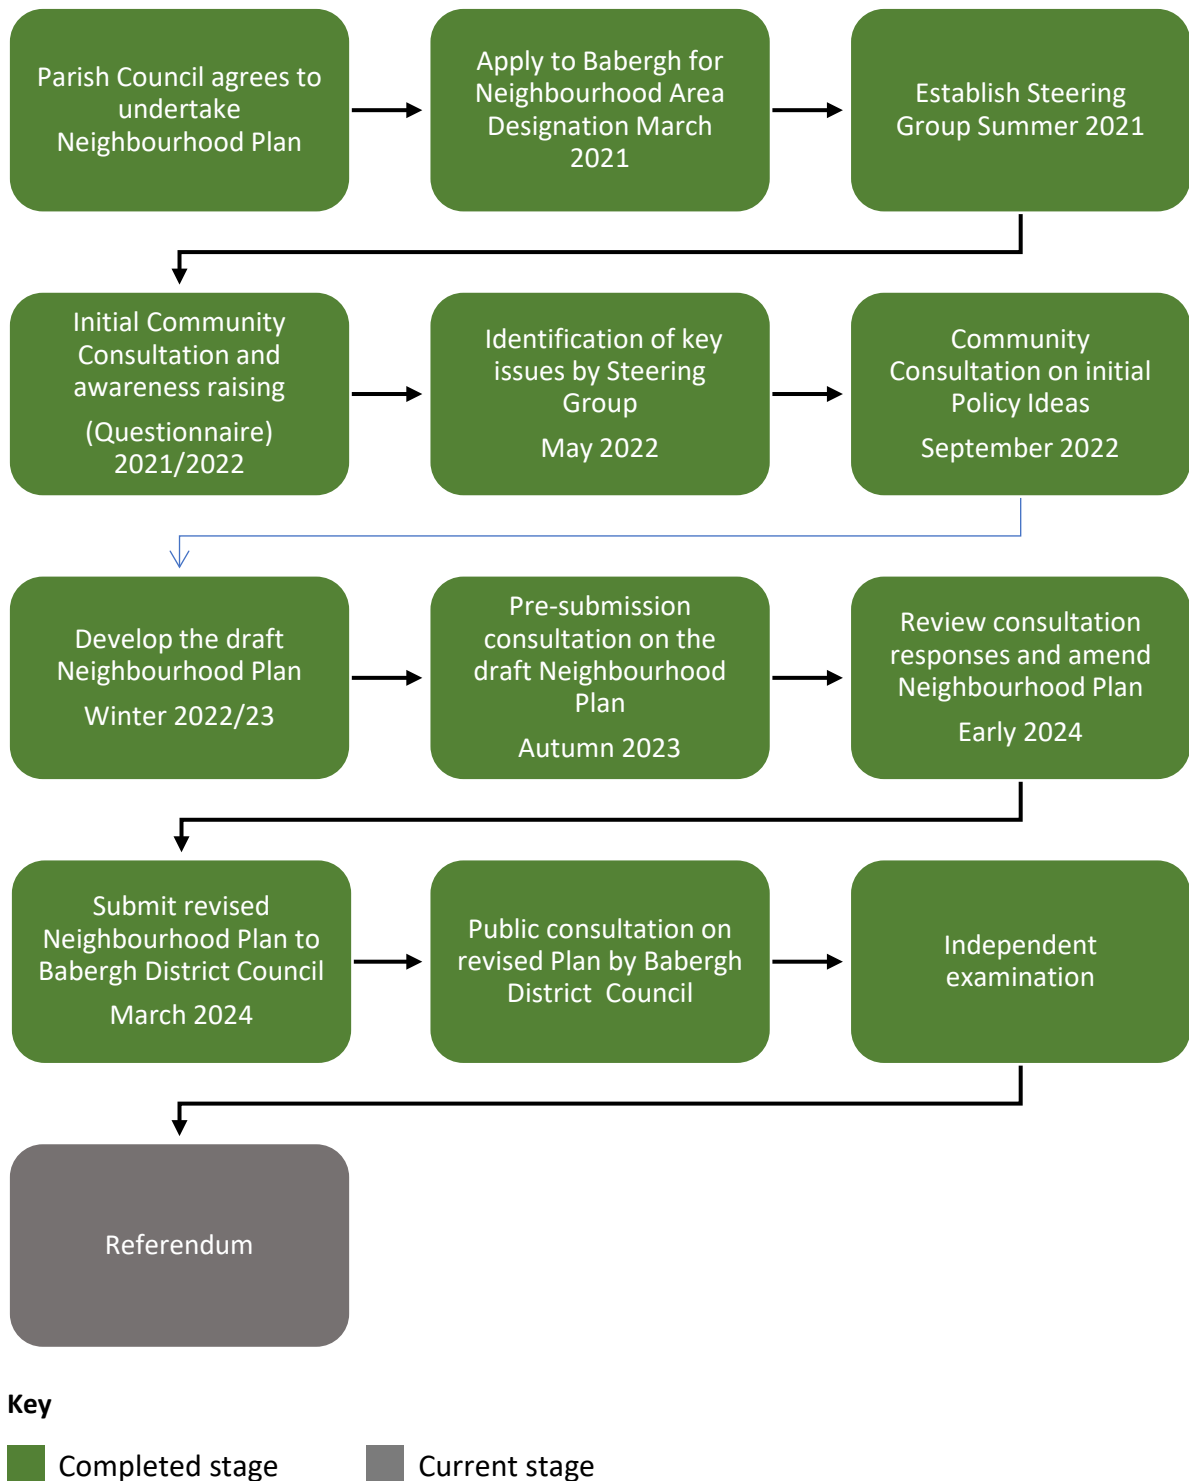 Parish Council agrees to
undertake
Neighbourhood Plan
Apply to Babergh for
Neighbourhood Area
Designation March
2021
Establish Steering
Group Summer 2021
Initial Community
Consultation and
awareness raising
(Questionnaire)
2021/2022
Identification of key
issues by Steering
Group
May 2022
Community
Consultation on initial
Policy Ideas
September 2022
Develop the draft
Neighbourhood Plan
Winter 2022/23
Pre-submission
consultation on the
draft Neighbourhood
Plan
Autumn 2023
Review consultation
responses and amend
Neighbourhood Plan
Early 2024
Submit revised
Neighbourhood Plan to
Babergh District Council
March 2024
Public consultation on
revised Plan by Babergh
District Council
Independent
examination
Referendum
Key
Completed stage
Current stage